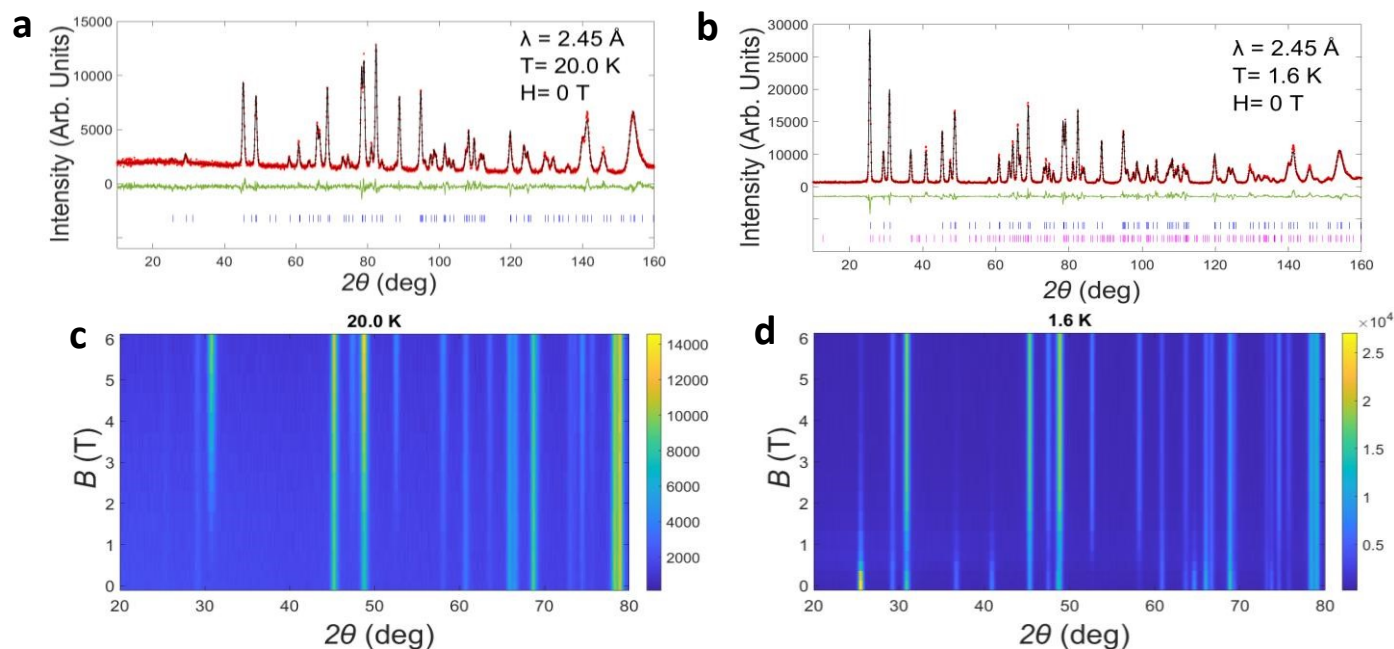 a
15000
10000
5000
0
Intensity (Arb. Units)
λ = 2.45 Å
T= 20.0 K
H= 0 T
20 40 60 80 100 120 140 160
2θ (deg)
b
30000
25000
20000
15000
10000
5000
0
Intensity (Arb. Units)
λ = 2.45 Å
T= 1.6 K
H= 0 T
20 40 60 80 100 120 140 160
2θ (deg)
c
20.0 K
6
5
4
3
2
1
0
B (T)
20 30 40 50 60 70 80
2θ (deg)
14000
12000
10000
8000
6000
4000
2000
d
1.6 K
6
5
4
3
2
1
0
B (T)
20 30 40 50 60 70 80
2θ (deg)
×10⁴
2.5
2
1.5
1
0.5